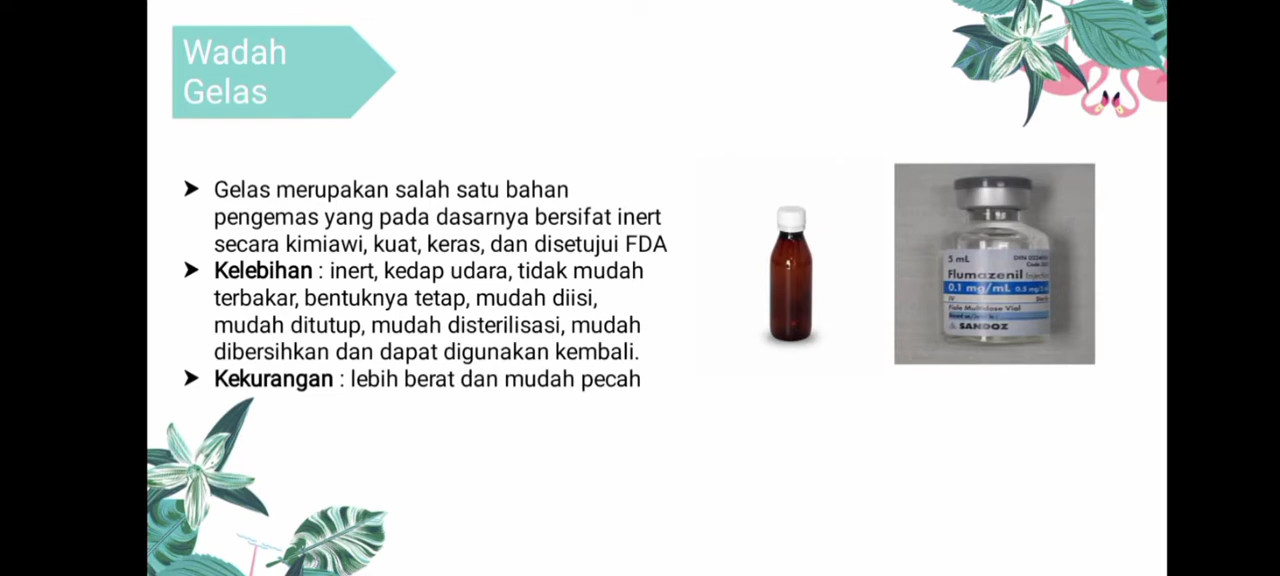 Wadah
Gelas
➤ Gelas merupakan salah satu bahan
pengemas yang pada dasarnya bersifat inert
secara kimiawi, kuat, keras, dan disetujui FDA
➤ Kelebihan : inert, kedap udara, tidak mudah
terbakar, bentuknya tetap, mudah diisi,
mudah ditutup, mudah disterilisasi, mudah
dibersihkan dan dapat digunakan kembali.
➤ Kekurangan : lebih berat dan mudah pecah
5 mL DIN
Flumazenil Injection
0.1 mg/mL
IV
Multidose Vial
SANDOZ